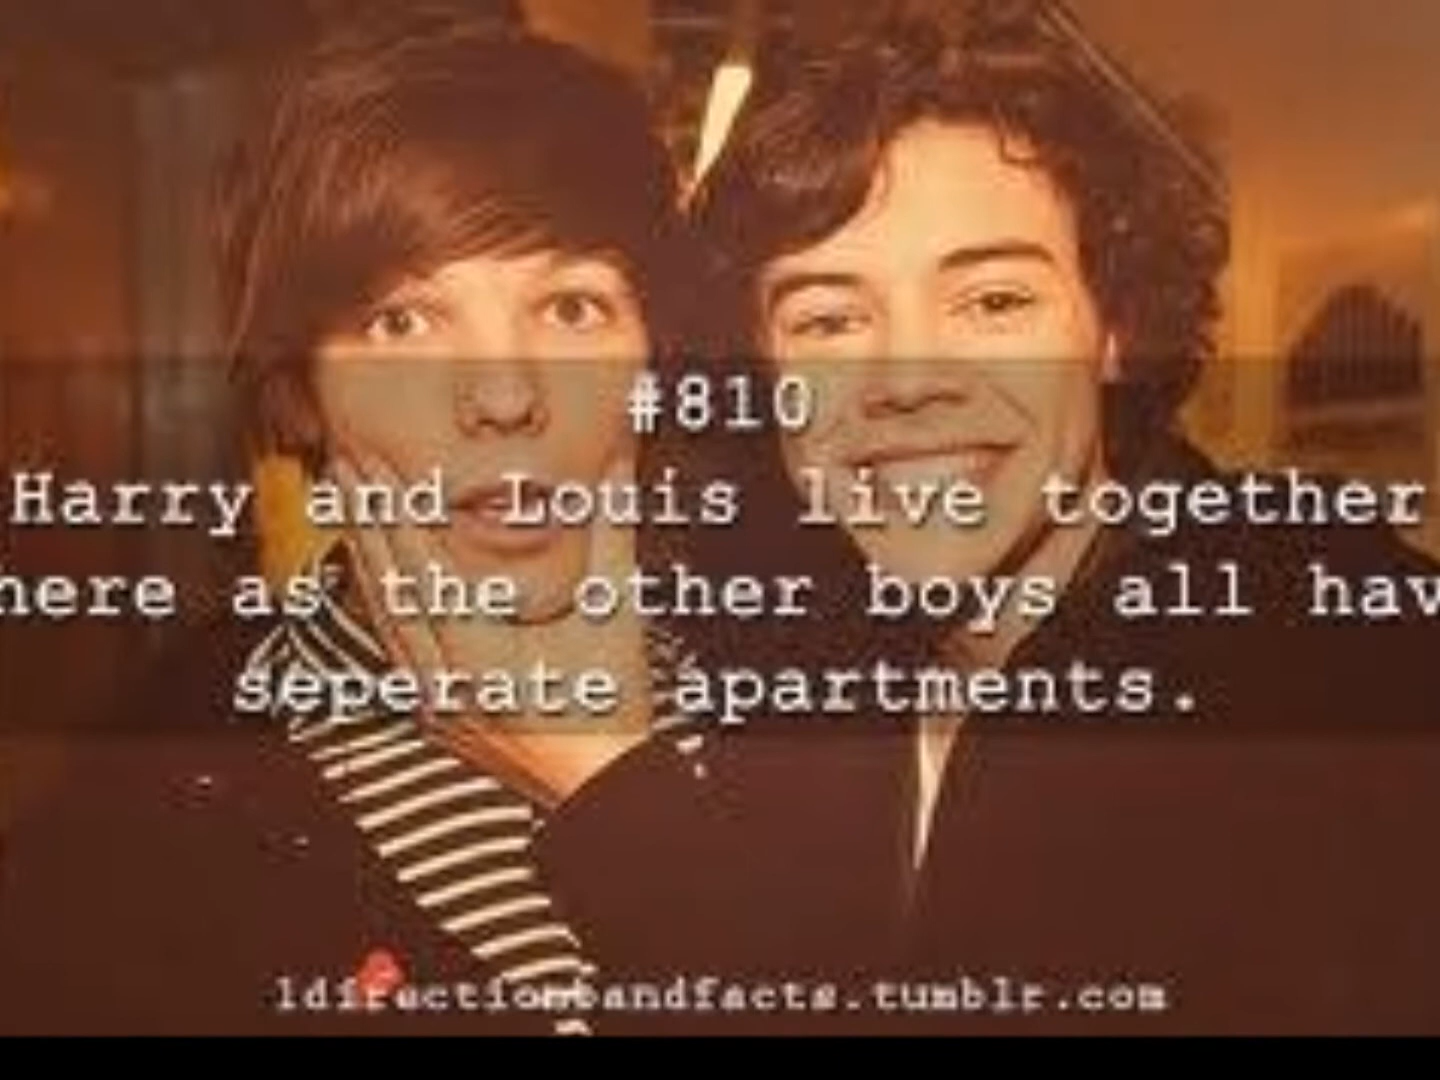 #810
Harry and Louis live together
here as the other boys all hav
seperate apartments.
1directionbandfacts.tumblr.com